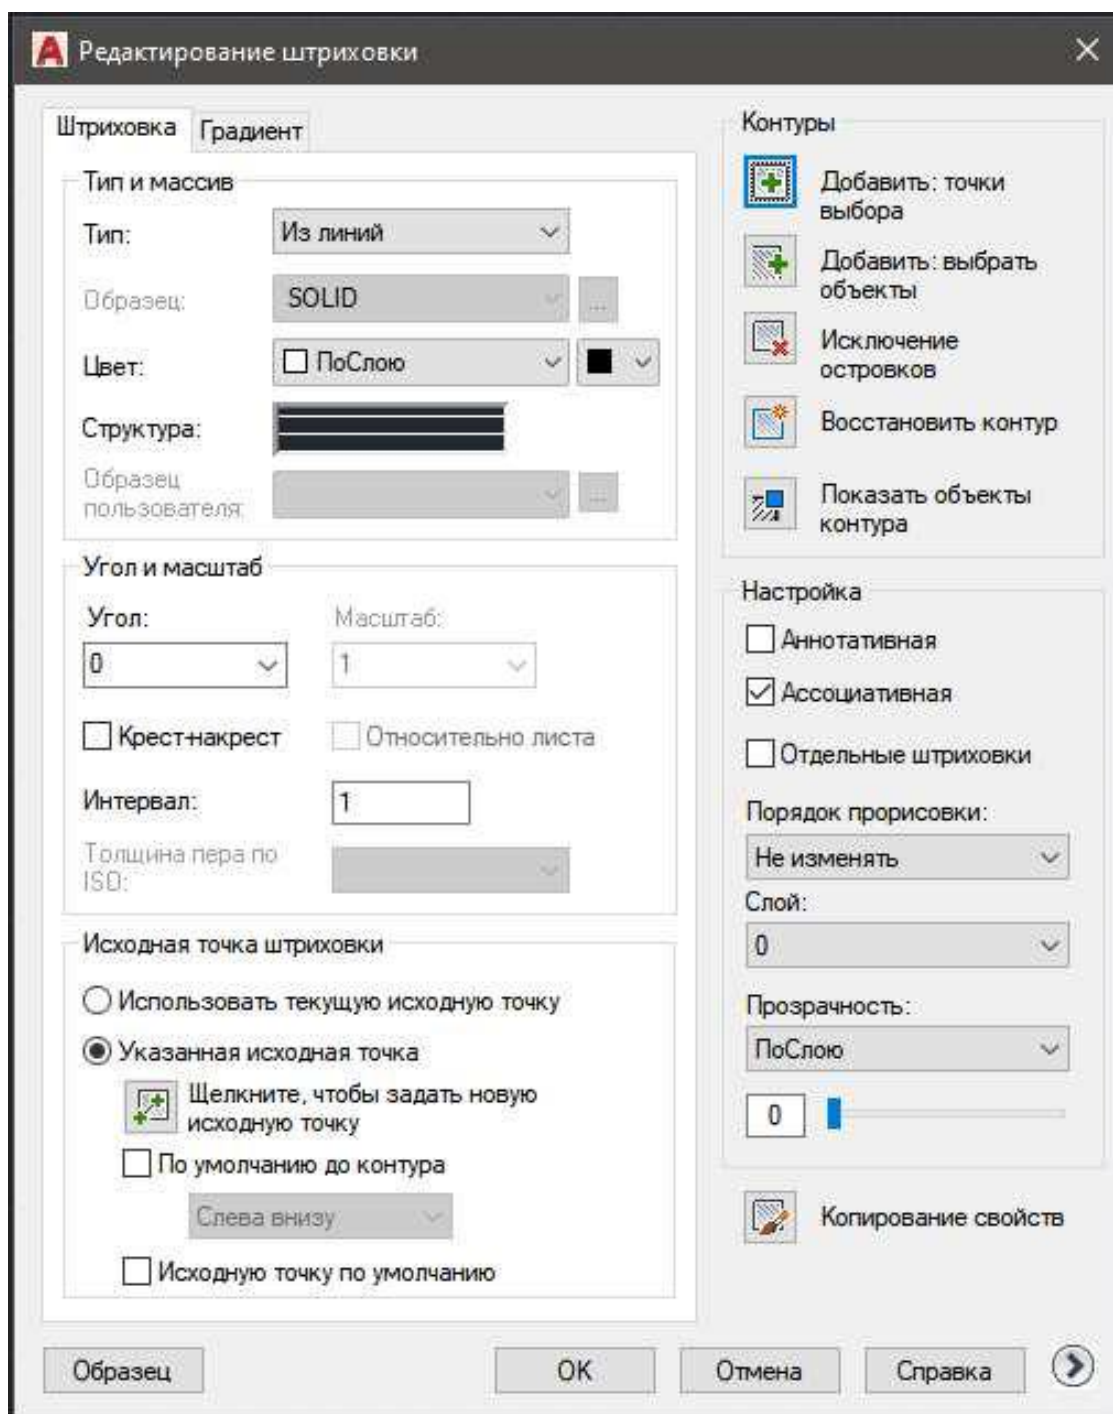 Редактирование штриховки
Штриховка
Градиент
Тип и массив
Тип:
Из линий
Образец:
SOLID
...
Цвет:
ПоСлою
Структура:
Образец
пользователя:
...
Угол и масштаб
Угол:
Масштаб:
0
1
Крест-накрест
Относительно листа
Интервал:
1
Толщина пера по
ISO:
Исходная точка штриховки
Использовать текущую исходную точку
Указанная исходная точка
Щелкните, чтобы задать новую
исходную точку
По умолчанию до контура
Слева внизу
Исходную точку по умолчанию
Контуры
Добавить: точки
выбора
Добавить: выбрать
объекты
Исключение
островков
Восстановить контур
Показать объекты
контура
Настройка
Аннотативная
Ассоциативная
Отдельные штриховки
Порядок прорисовки:
Не изменять
Слой:
0
Прозрачность:
ПоСлою
0
Копирование свойств
Образец
OK
Отмена
Справка